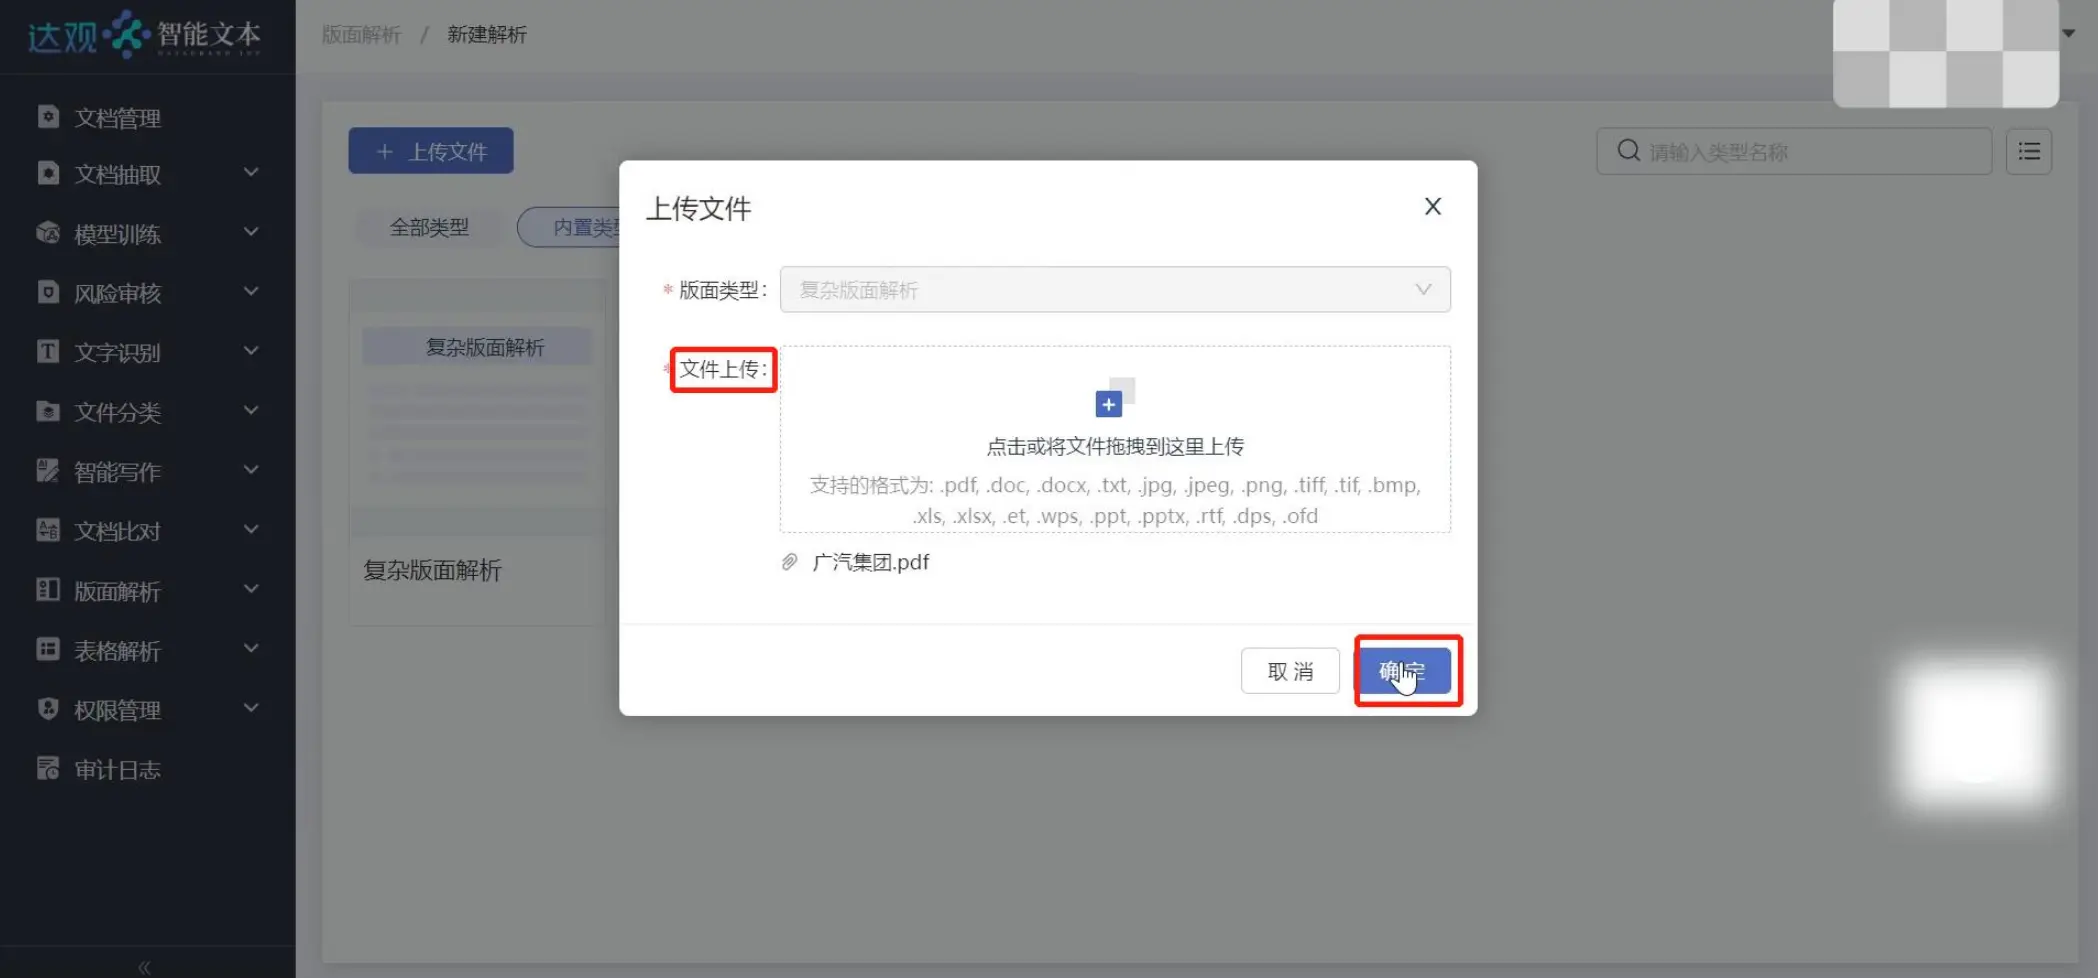 达观 智能文本
版面解析 / 新建解析
文档管理
文档抽取
模型训练
风险审核
文字识别
文件分类
智能写作
文档比对
版面解析
表格解析
权限管理
审计日志
+ 上传文件
请输入类型名称
全部类型
内置类
复杂版面解析
复杂版面解析
上传文件
* 版面类型:
复杂版面解析
* 文件上传:
点击或将文件拖拽到这里上传
支持的格式为: .pdf, .doc, .docx, .txt, .jpg, .jpeg, .png, .tiff, .tif, .bmp,
.xls, .xlsx, .et, .wps, .ppt, .pptx, .rtf, .dps, .ofd
广汽集团.pdf
取 消
确定